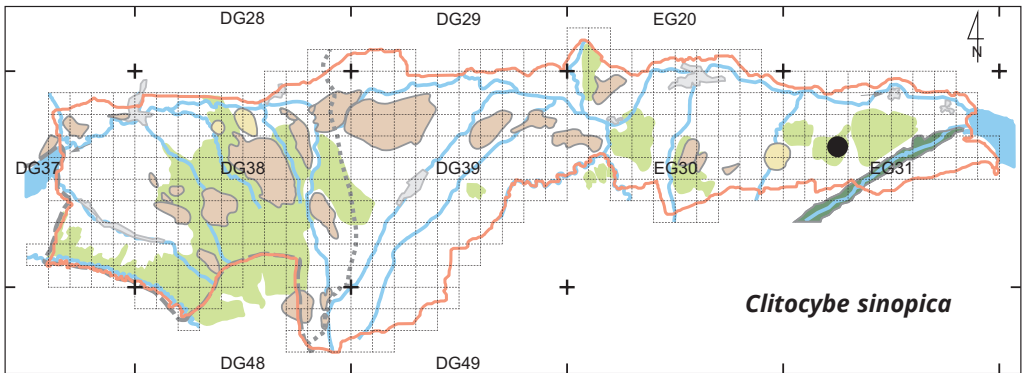 DG28 DG29 EG20
N
DG37 DG38 DG39 EG30 EG31
Clitocybe sinopica
DG48 DG49